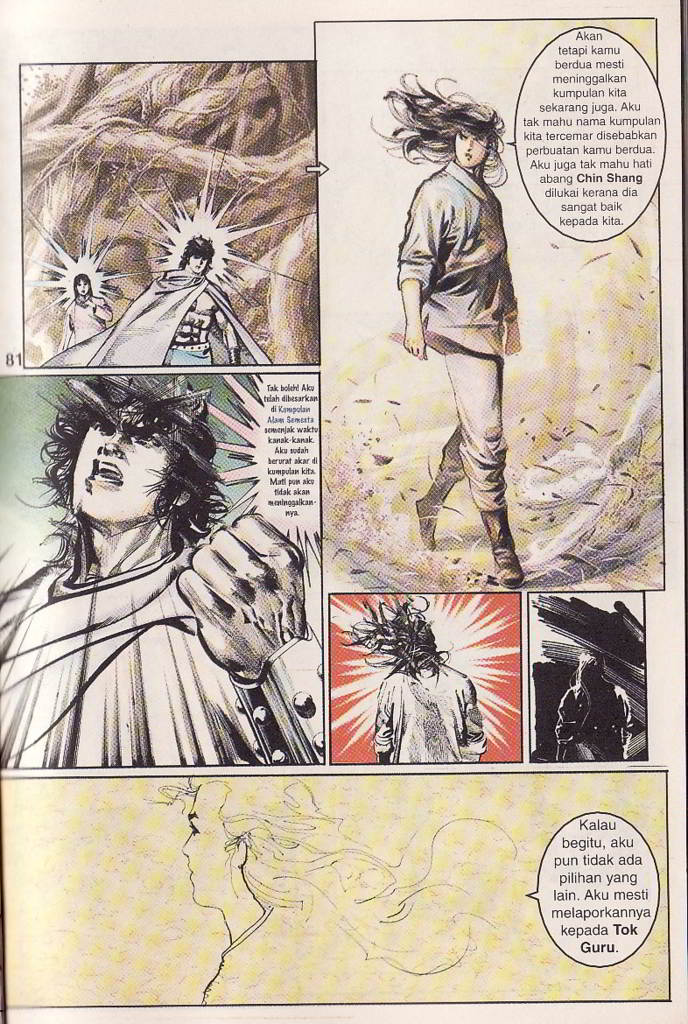 Akan
tetapi kamu
berdua mesti
meninggalkan
kumpulan kita
sekarang juga. Aku
tak mahu nama kumpulan
kita tercemar disebabkan
perbuatan kamu berdua.
Aku juga tak mahu hati
abang Chin Shang
dilukai kerana dia
sangat baik
kepada kita.
81
Tak boleh! Aku
telah dibesarkan
di Kumpulan
Alam Semesta
semenjak waktu
kanak-kanak.
Aku sudah
berurat akar di
kumpulan kita.
Mati pun aku
tidak akan
meninggalkan-
nya.
Kalau
begitu, aku
pun tidak ada
pilihan yang
lain. Aku mesti
melaporkannya
kepada Tok
Guru.